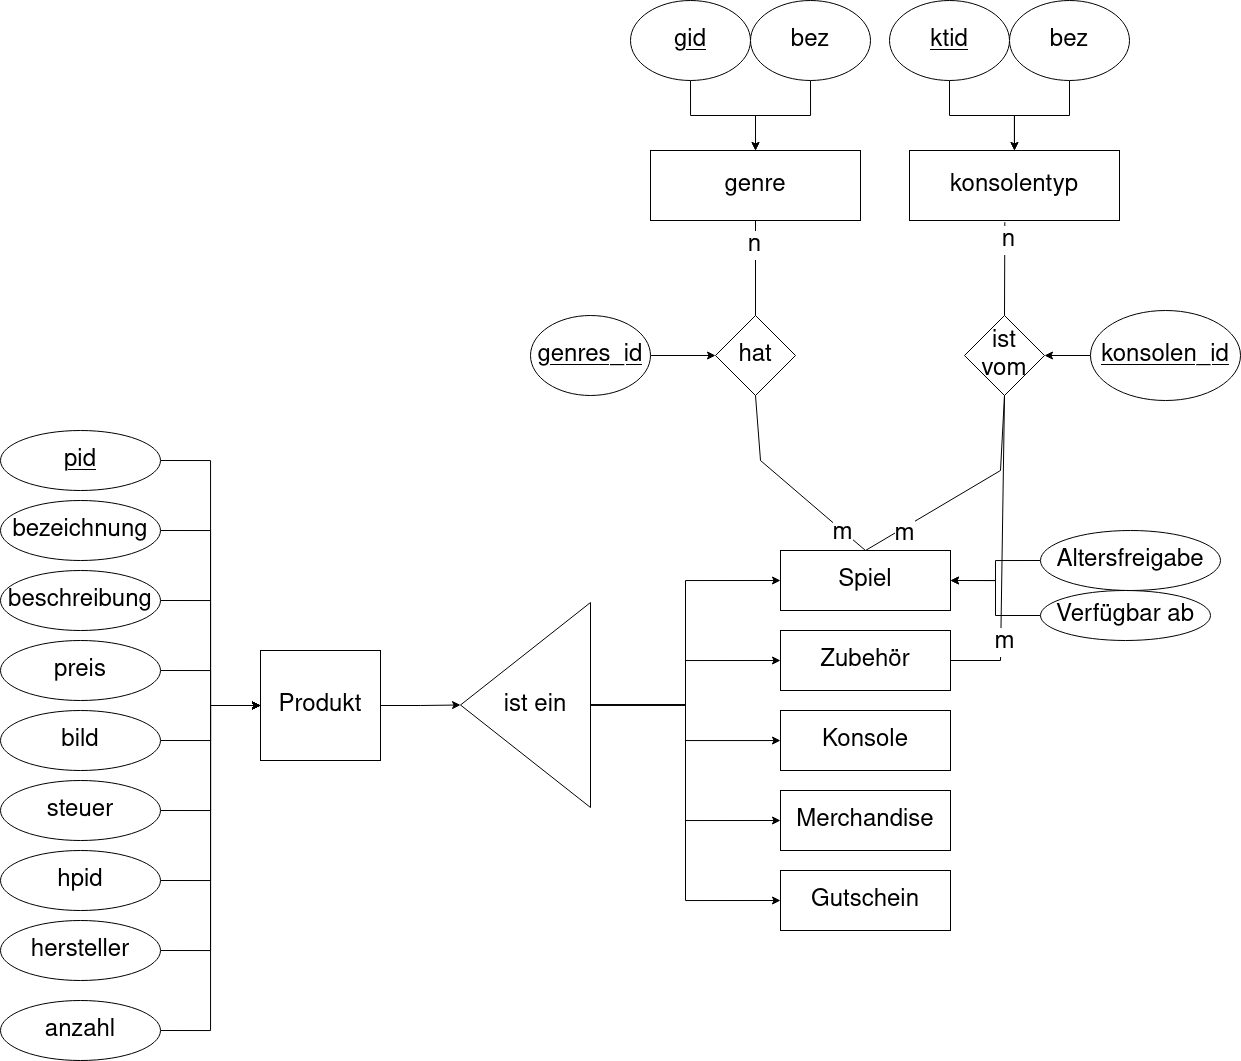 gid
bez
ktid
bez
genre
konsolentyp
n
n
genres_id
hat
ist
vom
konsolen_id
pid
bezeichnung
beschreibung
preis
bild
steuer
hpid
hersteller
anzahl
Produkt
ist ein
m
m
Spiel
Altersfreigabe
Verfügbar ab
m
Zubehör
Konsole
Merchandise
Gutschein